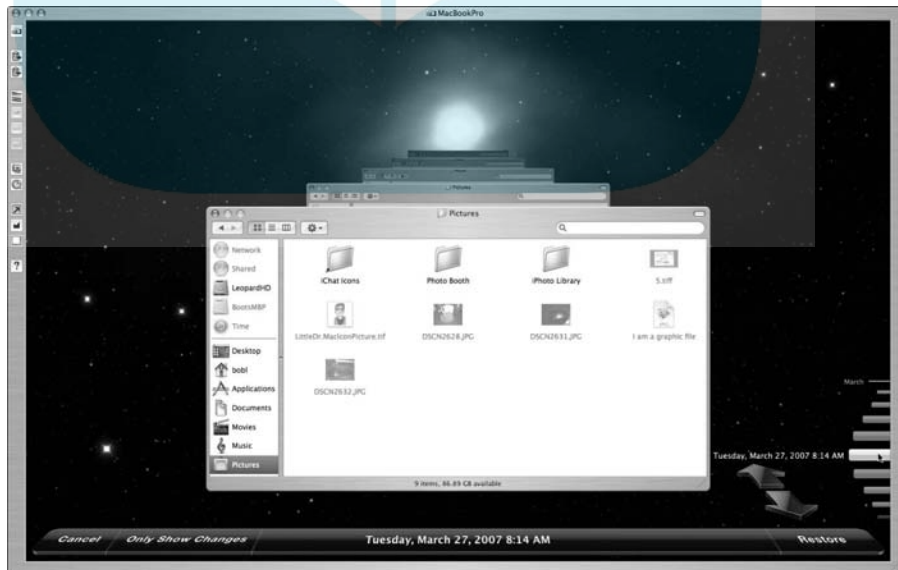 MacBookPro
Pictures
Pictures
Network
Shared
LeopardHD
BootsMBP
Time
Desktop
bobl
Applications
Documents
Movies
Music
Pictures
iChat Icons
Photo Booth
iPhoto Library
5.tiff
LittleDr.MacIconPicture.tif
DSCN2628.JPG
DSCN2631.JPG
I am a graphic file
DSCN2632.JPG
9 items, 86.89 GB available
March
Tuesday, March 27, 2007 8:14 AM
Cancel
Only Show Changes
Tuesday, March 27, 2007 8:14 AM
Restore
?